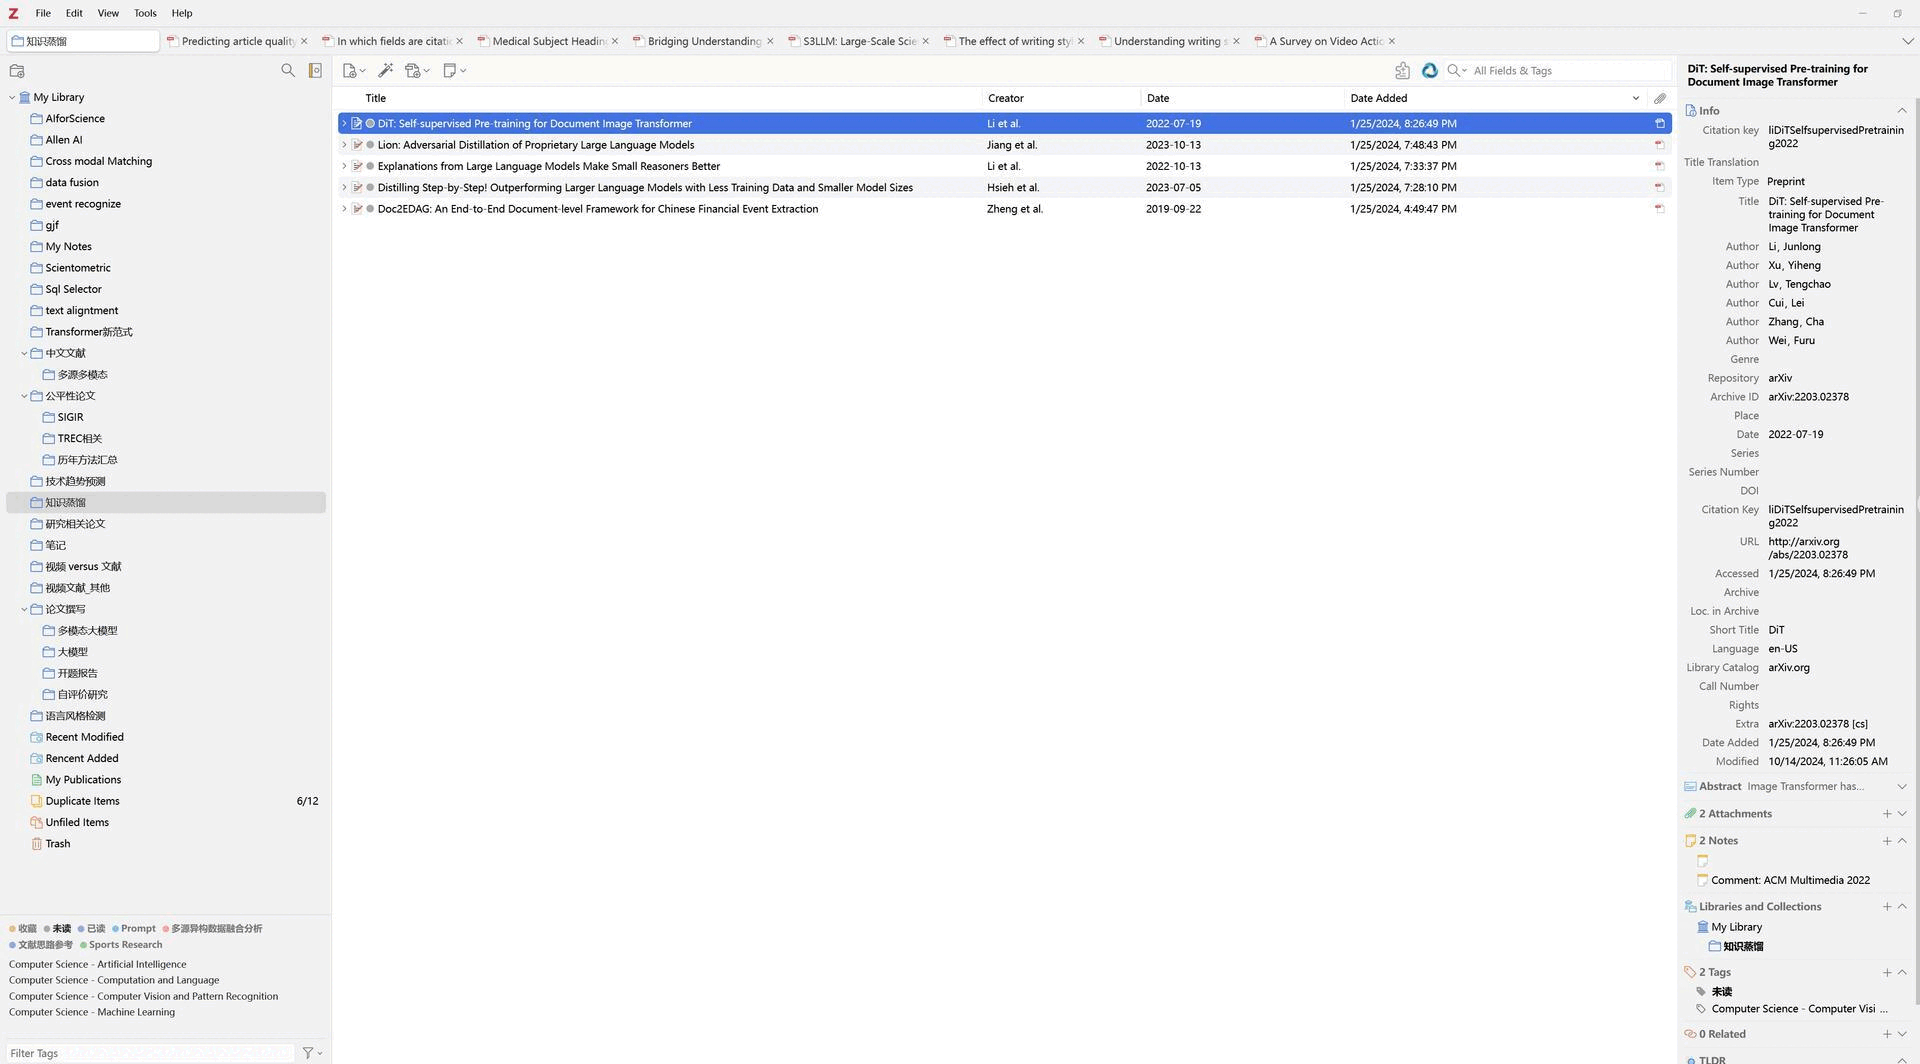 Z File Edit View Tools Help
知识蒸馏
Predicting article quality
In which fields are citati
Medical Subject Headin
Bridging Understanding
S3LLM: Large-Scale Scie
The effect of writing styl
Understanding writing s
A Survey on Video Actio
All Fields & Tags
My Library
AIforScience
Allen AI
Cross modal Matching
data fusion
event recognize
gjf
My Notes
Scientometric
Sql Selector
text aligntment
Transformer新范式
中文文献
多源多模态
公平性论文
SIGIR
TREC相关
历年方法汇总
技术趋势预测
知识蒸馏
研究相关论文
笔记
视频 versus 文献
视频文献_其他
论文撰写
多模态大模型
大模型
开题报告
自评价研究
语言风格检测
Recent Modified
Rencent Added
My Publications
Duplicate Items 6/12
Unfiled Items
Trash
收藏 未读 已读 Prompt 多源异构数据融合分析
文献思路参考 Sports Research
Computer Science - Artificial Intelligence
Computer Science - Computation and Language
Computer Science - Computer Vision and Pattern Recognition
Computer Science - Machine Learning
Filter Tags
Title Creator Date Date Added
DiT: Self-supervised Pre-training for Document Image Transformer Li et al. 2022-07-19 1/25/2024, 8:26:49 PM
Lion: Adversarial Distillation of Proprietary Large Language Models Jiang et al. 2023-10-13 1/25/2024, 7:48:43 PM
Explanations from Large Language Models Make Small Reasoners Better Li et al. 2022-10-13 1/25/2024, 7:33:37 PM
Distilling Step-by-Step! Outperforming Larger Language Models with Less Training Data and Smaller Model Sizes Hsieh et al. 2023-07-05 1/25/2024, 7:28:10 PM
Doc2EDAG: An End-to-End Document-level Framework for Chinese Financial Event Extraction Zheng et al. 2019-09-22 1/25/2024, 4:49:47 PM
DiT: Self-supervised Pre-training for
Document Image Transformer
Info
Citation key liDiTSelfsupervisedPretrainin
g2022
Title Translation
Item Type Preprint
Title DiT: Self-supervised Pre-
training for Document
Image Transformer
Author Li, Junlong
Author Xu, Yiheng
Author Lv, Tengchao
Author Cui, Lei
Author Zhang, Cha
Author Wei, Furu
Genre
Repository arXiv
Archive ID arXiv:2203.02378
Place
Date 2022-07-19
Series
Series Number
DOI
Citation Key liDiTSelfsupervisedPretrainin
g2022
URL http://arxiv.org
/abs/2203.02378
Accessed 1/25/2024, 8:26:49 PM
Archive
Loc. in Archive
Short Title DiT
Language en-US
Library Catalog arXiv.org
Call Number
Rights
Extra arXiv:2203.02378 [cs]
Date Added 1/25/2024, 8:26:49 PM
Modified 10/14/2024, 11:26:05 AM
Abstract Image Transformer has...
2 Attachments
2 Notes
Comment: ACM Multimedia 2022
Libraries and Collections
My Library
知识蒸馏
2 Tags
未读
Computer Science - Computer Visi ...
0 Related
TLDR